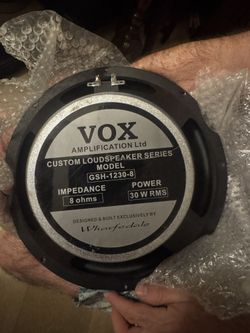 VOX
AMPLIFICATION Ltd
CUSTOM LOUDSPEAKER SERIES
MODEL
GSH-1230-8
IMPEDANCE POWER
8 ohms 30 W RMS
DESIGNED & BUILT EXCLUSIVELY BY
Wharfedale